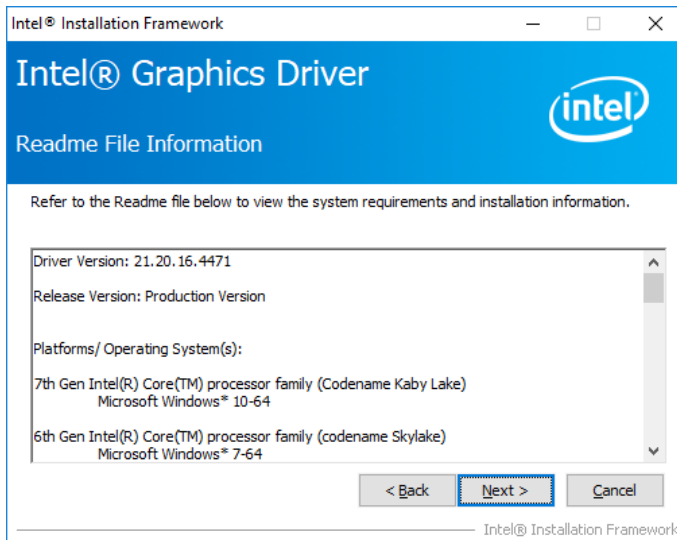 Intel® Installation Framework
Intel® Graphics Driver
intel
Readme File Information
Refer to the Readme file below to view the system requirements and installation information.
Driver Version: 21.20.16.4471
Release Version: Production Version
Platforms/ Operating System(s):
7th Gen Intel(R) Core(TM) processor family (Codename Kaby Lake)
Microsoft Windows* 10-64
6th Gen Intel(R) Core(TM) processor family (codename Skylake)
Microsoft Windows* 7-64
< Back Next > Cancel
Intel® Installation Framework